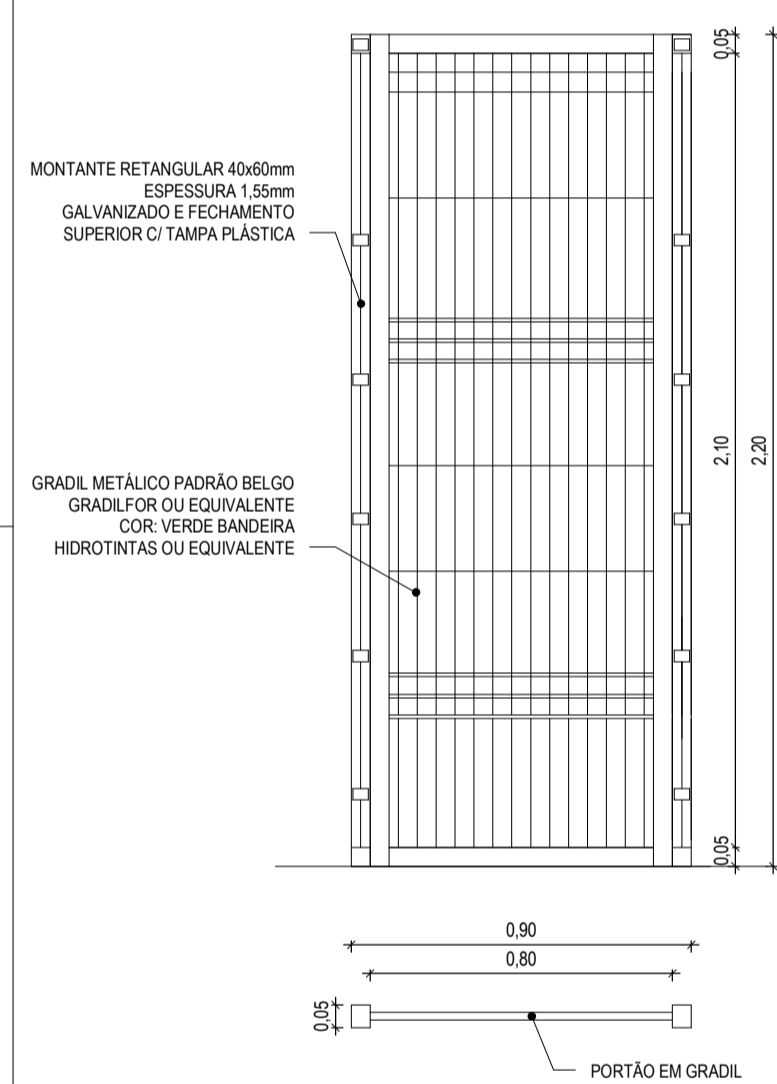 0,05
MONTANTE RETANGULAR 40x60mm
ESPESSURA 1,55mm
GALVANIZADO E FECHAMENTO
SUPERIOR C/ TAMPA PLÁSTICA
2,10
2,20
GRADIL METÁLICO PADRÃO BELGO
GRADILFOR OU EQUIVALENTE
COR: VERDE BANDEIRA
HIDROTINTAS OU EQUIVALENTE
0,05
0,90
0,80
0,05
PORTÃO EM GRADIL